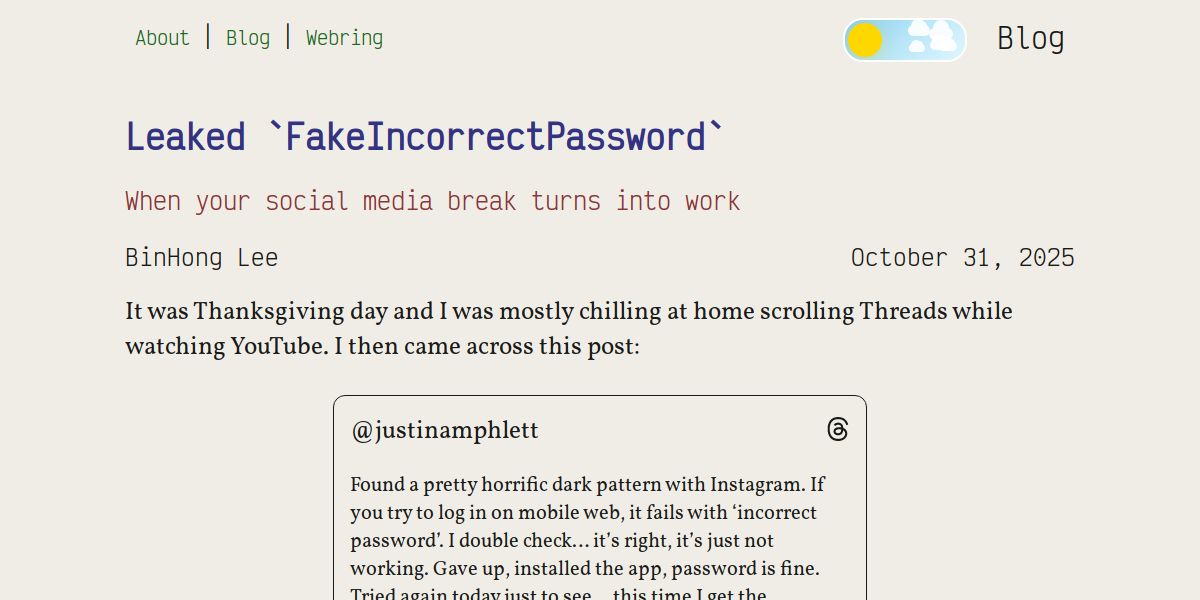 About | Blog | Webring
Blog
Leaked `FakeIncorrectPassword`
When your social media break turns into work
BinHong Lee
October 31, 2025
It was Thanksgiving day and I was mostly chilling at home scrolling Threads while
watching YouTube. I then came across this post:
@justinamphlett
Found a pretty horrific dark pattern with Instagram. If
you try to log in on mobile web, it fails with ‘incorrect
password’. I double check… it’s right, it’s just not
working. Gave up, installed the app, password is fine.
Tried again today just to see… this time I get the